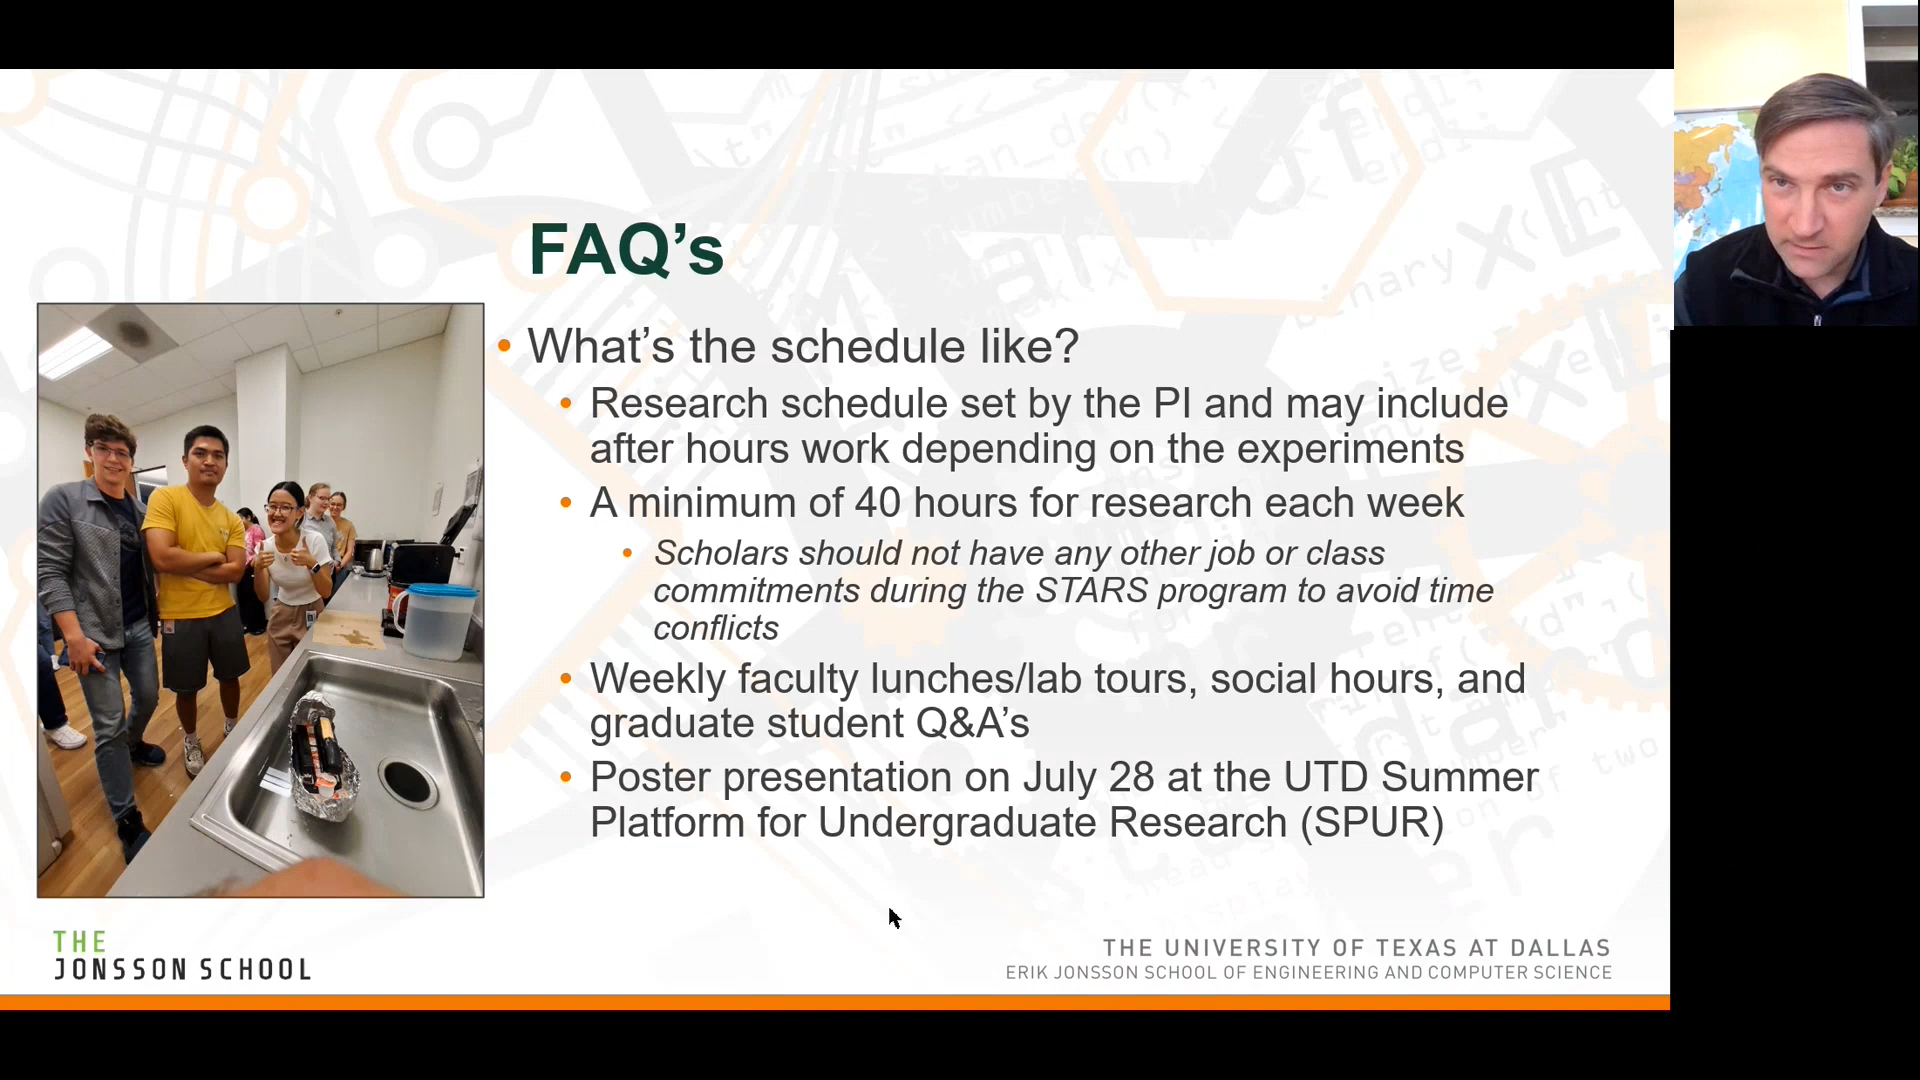 FAQ’s
• What’s the schedule like?
• Research schedule set by the PI and may include
after hours work depending on the experiments
• A minimum of 40 hours for research each week
• Scholars should not have any other job or class
commitments during the STARS program to avoid time
conflicts
• Weekly faculty lunches/lab tours, social hours, and
graduate student Q&A’s
• Poster presentation on July 28 at the UTD Summer
Platform for Undergraduate Research (SPUR)
THE
JONSSON SCHOOL
THE UNIVERSITY OF TEXAS AT DALLAS
ERIK JONSSON SCHOOL OF ENGINEERING AND COMPUTER SCIENCE